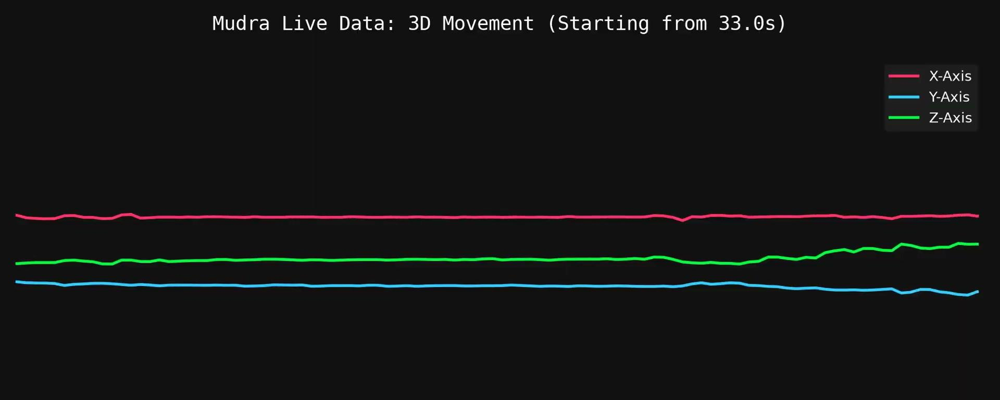 Mudra Live Data: 3D Movement (Starting from 33.0s)
X-Axis
Y-Axis
Z-Axis